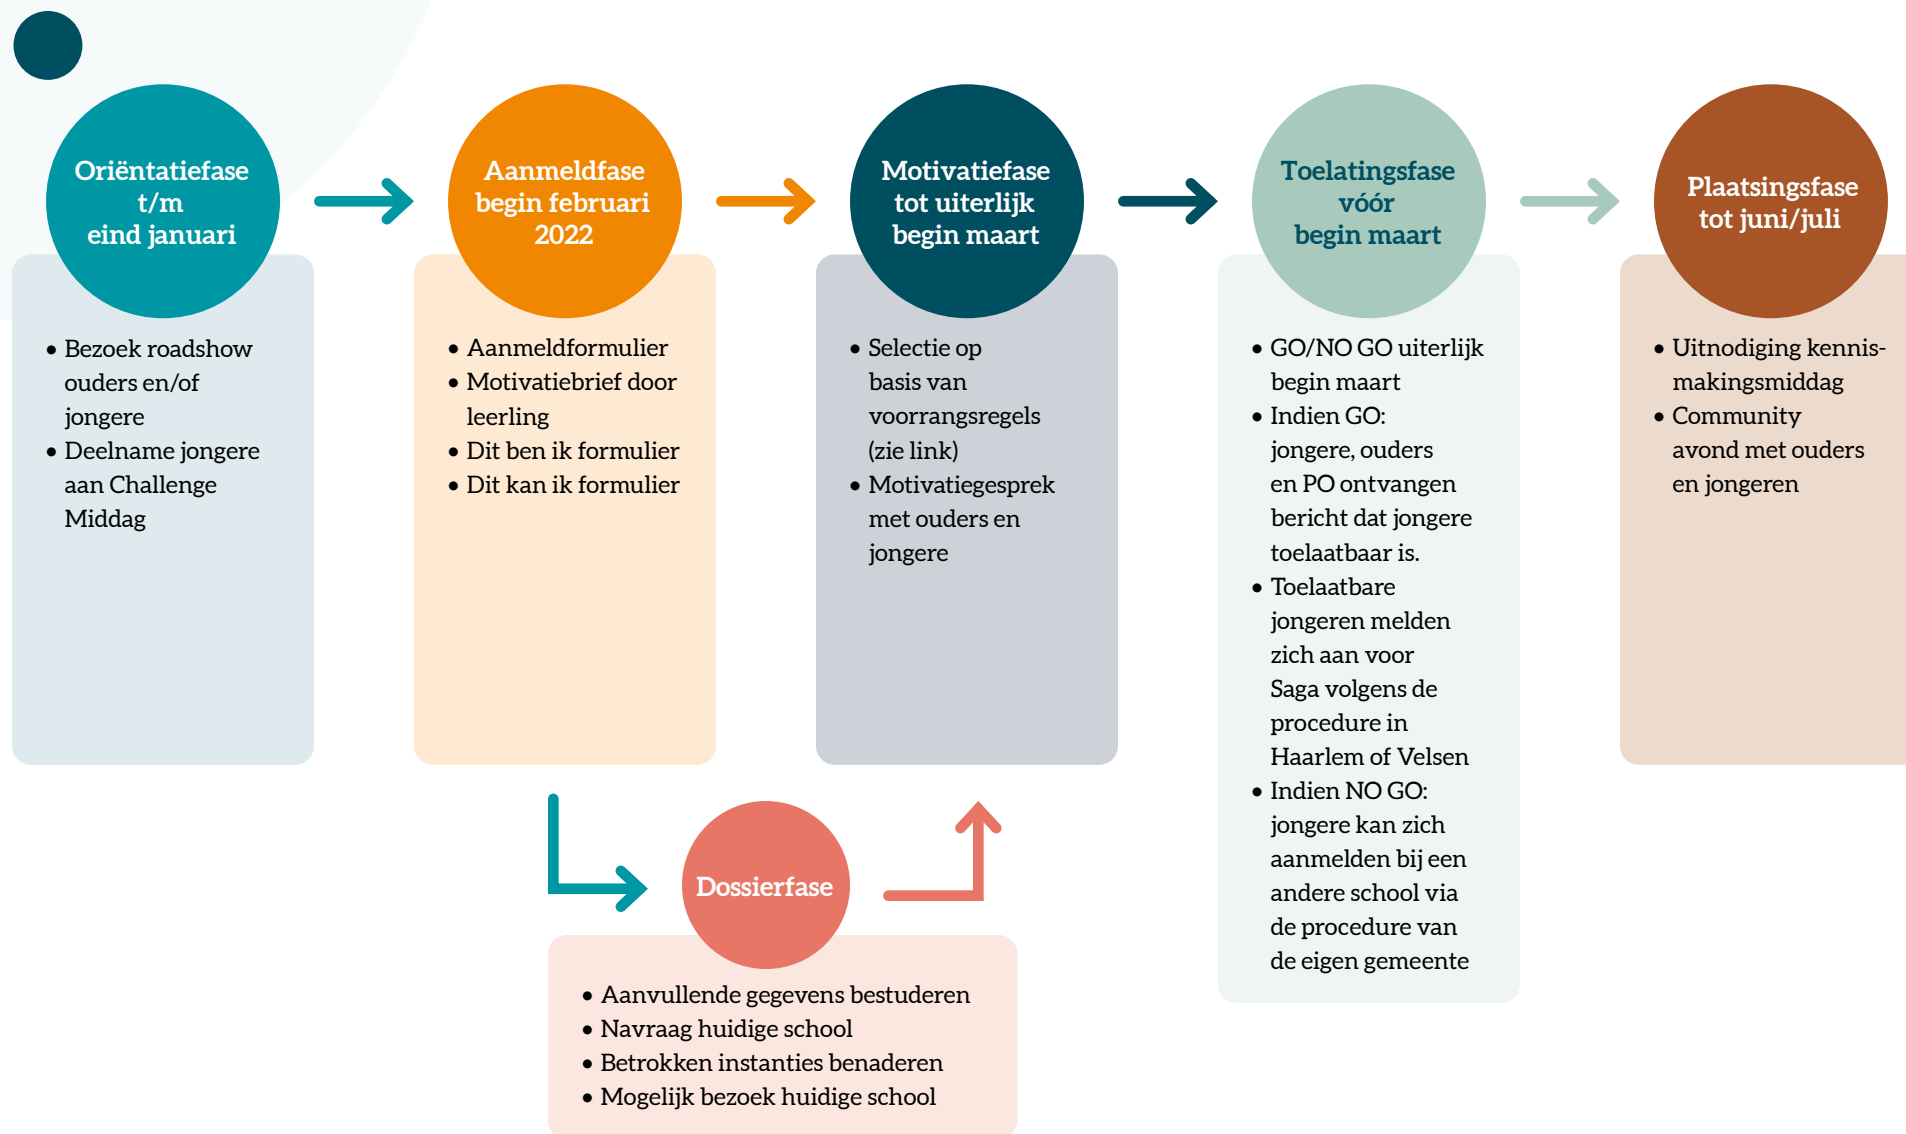 Oriëntatiefase
t/m
eind januari
• Bezoek roadshow
ouders en/of
jongere
• Deelname jongere
aan Challenge
Middag
Aanmeldfase
begin februari
2022
• Aanmeldformulier
• Motivatiebrief door
leerling
• Dit ben ik formulier
• Dit kan ik formulier
Motivatiefase
tot uiterlijk
begin maart
• Selectie op
basis van
voorrangsregels
(zie link)
• Motivatiegesprek
met ouders en
jongere
Toelatingsfase
vóór
begin maart
• GO/NO GO uiterlijk
begin maart
• Indien GO:
jongere, ouders
en PO ontvangen
bericht dat jongere
toelaatbaar is.
• Toelaatbare
jongeren melden
zich aan voor
Saga volgens de
procedure in
Haarlem of Velsen
• Indien NO GO:
jongere kan zich
aanmelden bij een
andere school via
de procedure van
de eigen gemeente
Plaatsingsfase
tot juni/juli
• Uitnodiging kennis-
makingsmiddag
• Community
avond met ouders
en jongeren
Dossierfase
• Aanvullende gegevens bestuderen
• Navraag huidige school
• Betrokken instanties benaderen
• Mogelijk bezoek huidige school